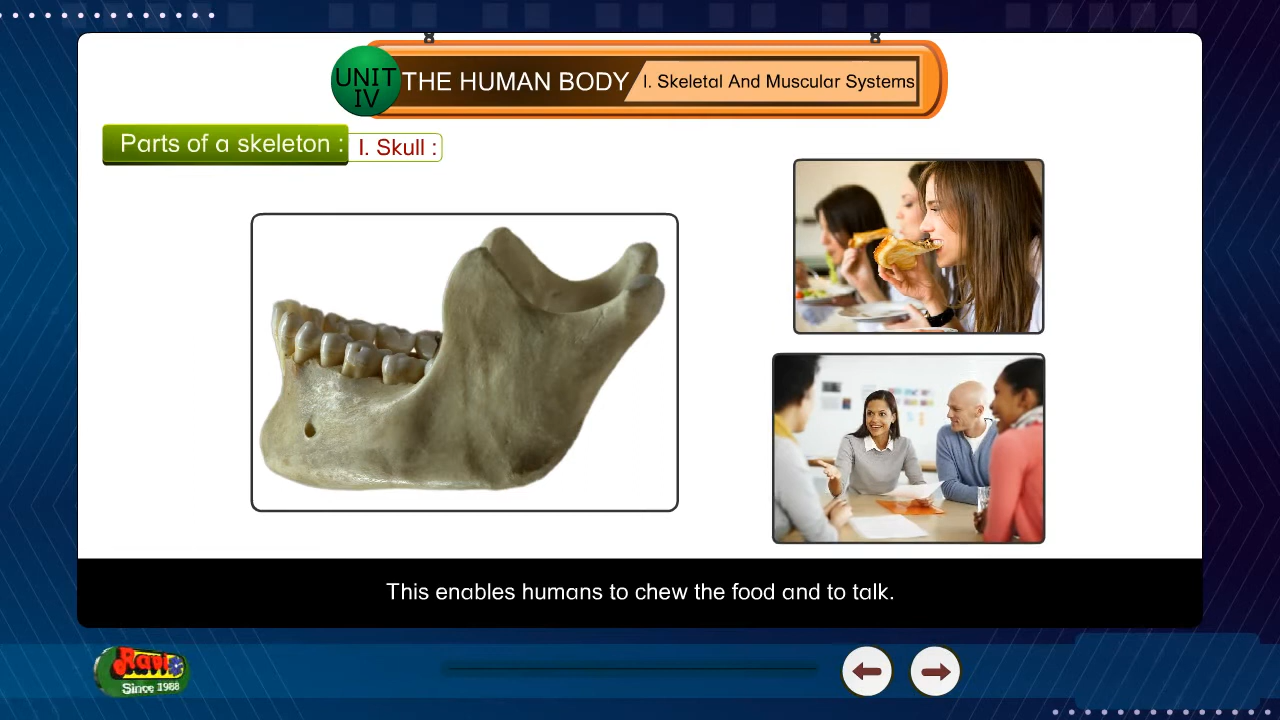 UNIT
IV
THE HUMAN BODY
I. Skeletal And Muscular Systems
Parts of a skeleton :
I. Skull :
This enables humans to chew the food and to talk.
Ravi
Since 1988